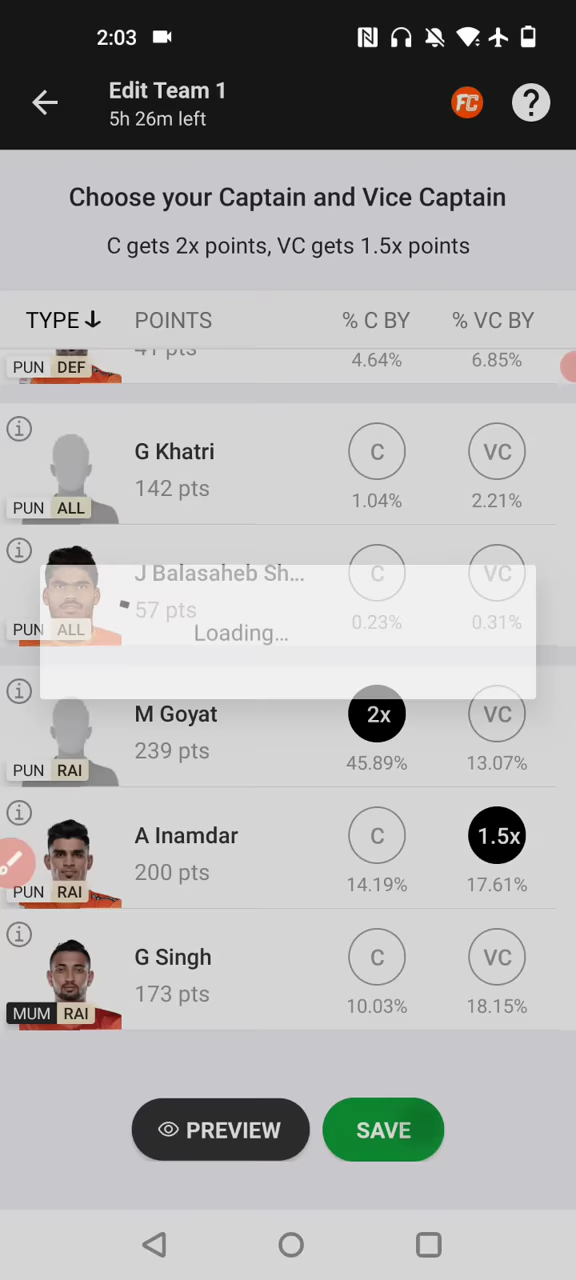 2:03
Edit Team 1
5h 26m left
FC
?
Choose your Captain and Vice Captain
C gets 2x points, VC gets 1.5x points
TYPE POINTS % C BY % VC BY
41 pts
PUN DEF 4.64% 6.85%
G Khatri C VC
142 pts
PUN ALL 1.04% 2.21%
J Balasaheb Sh... C VC
57 pts
PUN ALL 0.23% 0.31%
Loading...
M Goyat 2x VC
239 pts
PUN RAI 45.89% 13.07%
A Inamdar C 1.5x
200 pts
PUN RAI 14.19% 17.61%
G Singh C VC
173 pts
MUM RAI 10.03% 18.15%
PREVIEW SAVE